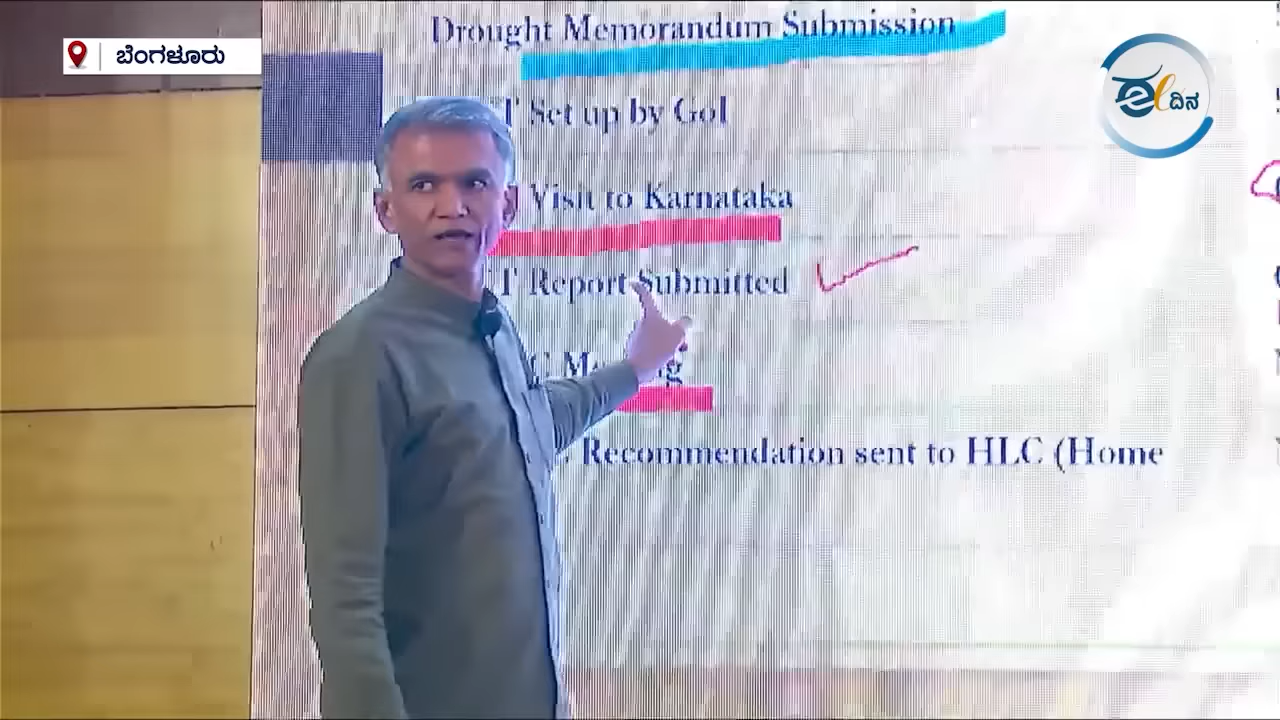 ಬೆಂಗಳೂರು
Drought Memorandum Submission
ಈ ದಿನ
T Set up by GoI
Visit to Karnataka
T Report Submitted
Recommendation sent to HLC (Home